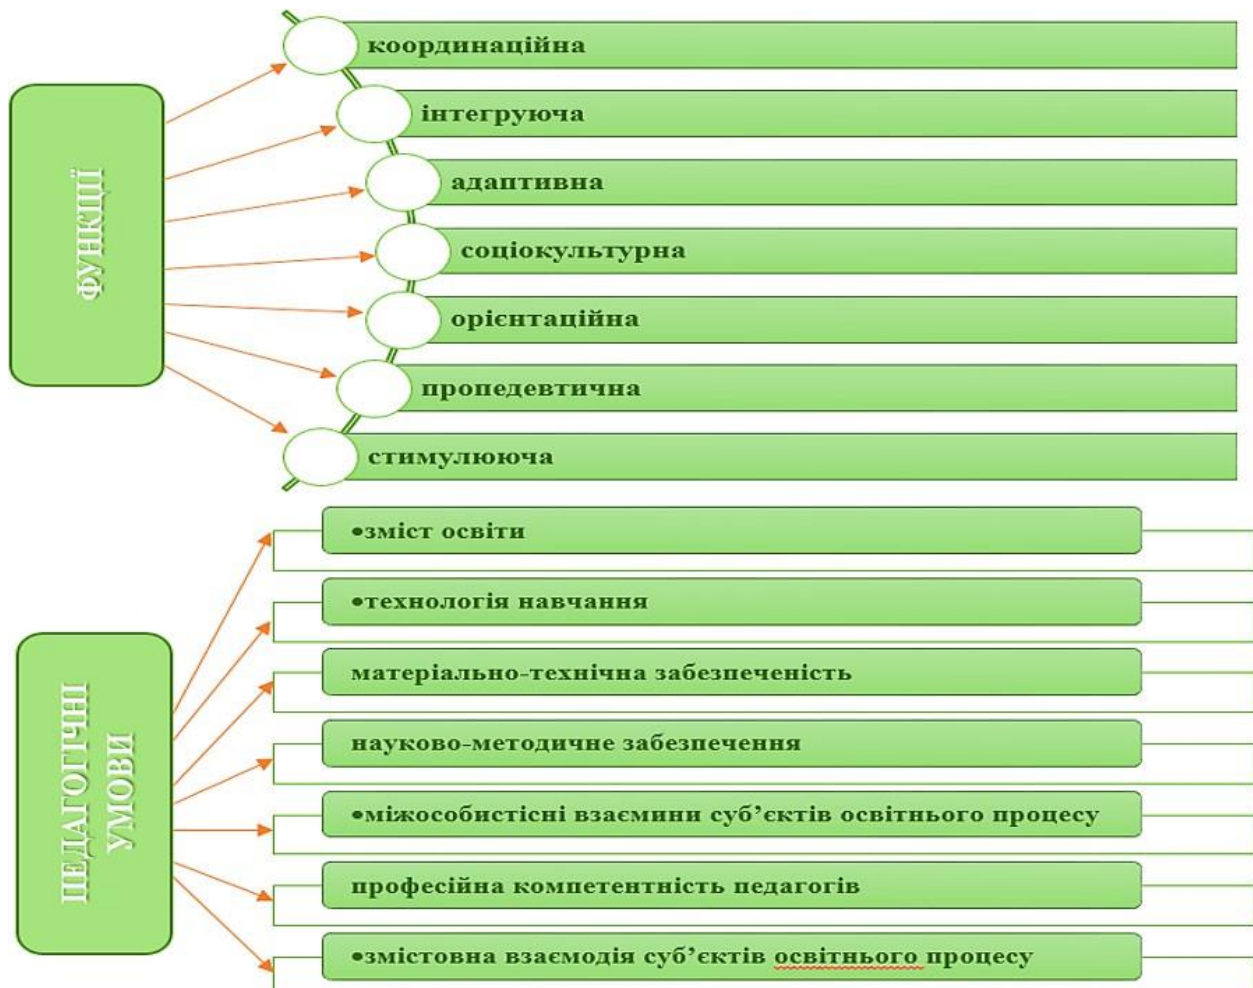 ФУНКЦІЇ
координаційна
інтегруюча
адаптивна
соціокультурна
орієнтаційна
пропедевтична
стимулююча
ПЕДАГОГІЧНІ
УМОВИ
•зміст освіти
•технологія навчання
матеріально-технічна забезпеченість
науково-методичне забезпечення
•міжособистісні взаємини суб’єктів освітнього процесу
професійна компетентність педагогів
•змістовна взаємодія суб’єктів освітнього процесу